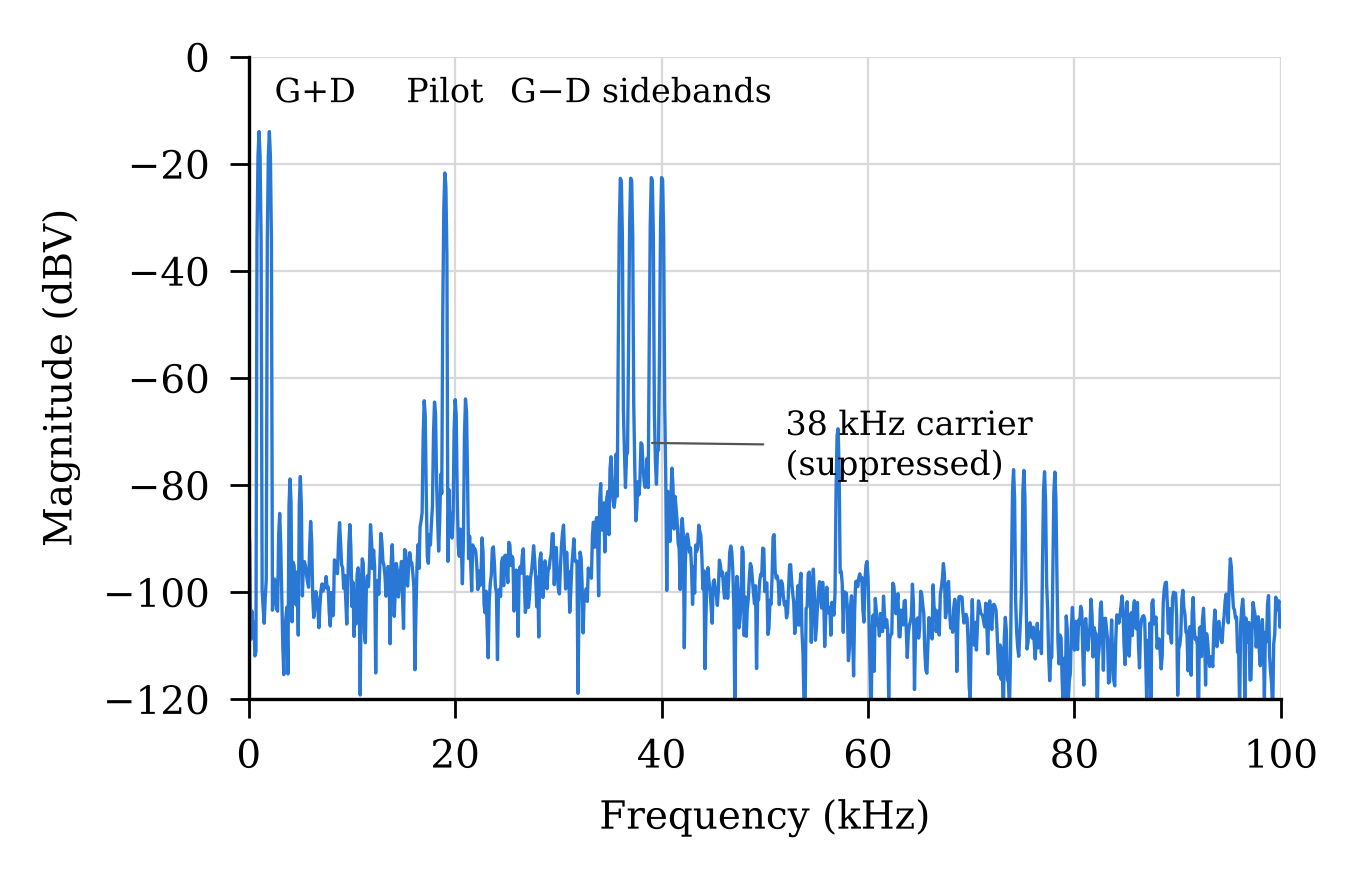 G+D Pilot G−D sidebands
38 kHz carrier
(suppressed)
Magnitude (dBV)
0
−20
−40
−60
−80
−100
−120
0 20 40 60 80 100
Frequency (kHz)